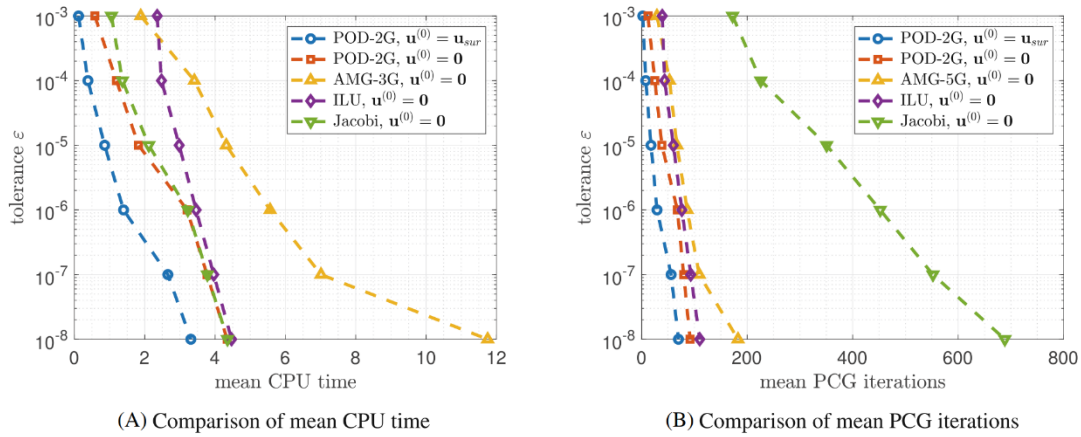 10^-3
10^-4
10^-5
10^-6
10^-7
10^-8
tolerance ε
0 2 4 6 8 10 12
mean CPU time
POD-2G, u^(0) = u_sur
POD-2G, u^(0) = 0
AMG-3G, u^(0) = 0
ILU, u^(0) = 0
Jacobi, u^(0) = 0
(A) Comparison of mean CPU time
10^-3
10^-4
10^-5
10^-6
10^-7
10^-8
tolerance ε
0 200 400 600 800
mean PCG iterations
POD-2G, u^(0) = u_sur
POD-2G, u^(0) = 0
AMG-5G, u^(0) = 0
ILU, u^(0) = 0
Jacobi, u^(0) = 0
(B) Comparison of mean PCG iterations